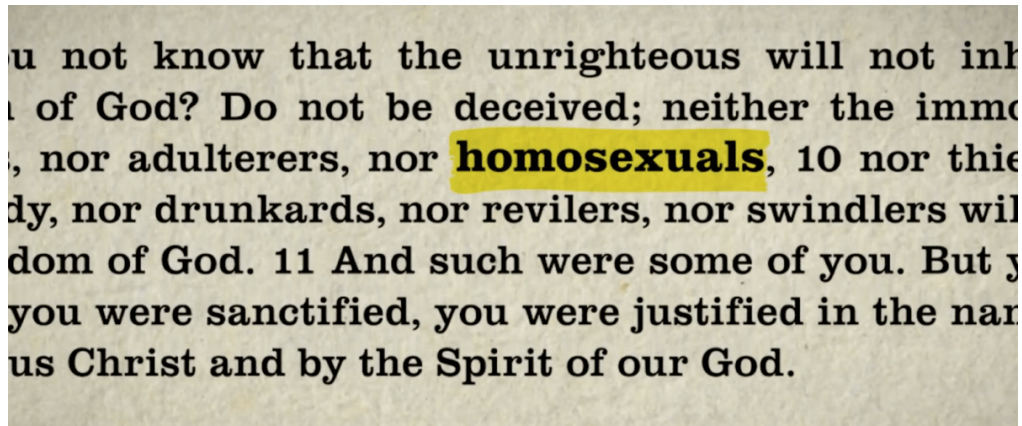 u not know that the unrighteous will not inh
of God? Do not be deceived; neither the immo
, nor adulterers, nor homosexuals, 10 nor thie
dy, nor drunkards, nor revilers, nor swindlers wil
dom of God. 11 And such were some of you. But y
you were sanctified, you were justified in the nam
us Christ and by the Spirit of our God.